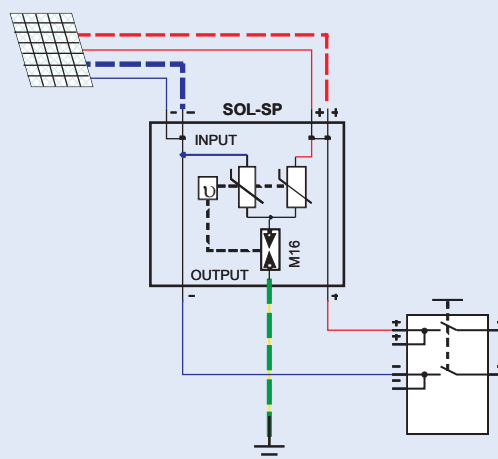 SOL-SP
- -
+ +
INPUT
υ
M16
OUTPUT
- +
+
+
-
-